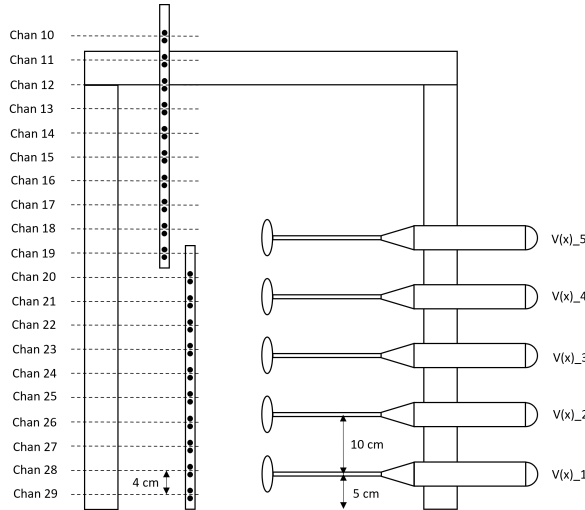 Chan 10
Chan 11
Chan 12
Chan 13
Chan 14
Chan 15
Chan 16
Chan 17
Chan 18
Chan 19
Chan 20
Chan 21
Chan 22
Chan 23
Chan 24
Chan 25
Chan 26
Chan 27
Chan 28
Chan 29
4 cm
V(x)_5
V(x)_4
V(x)_3
V(x)_2
V(x)_1
10 cm
5 cm